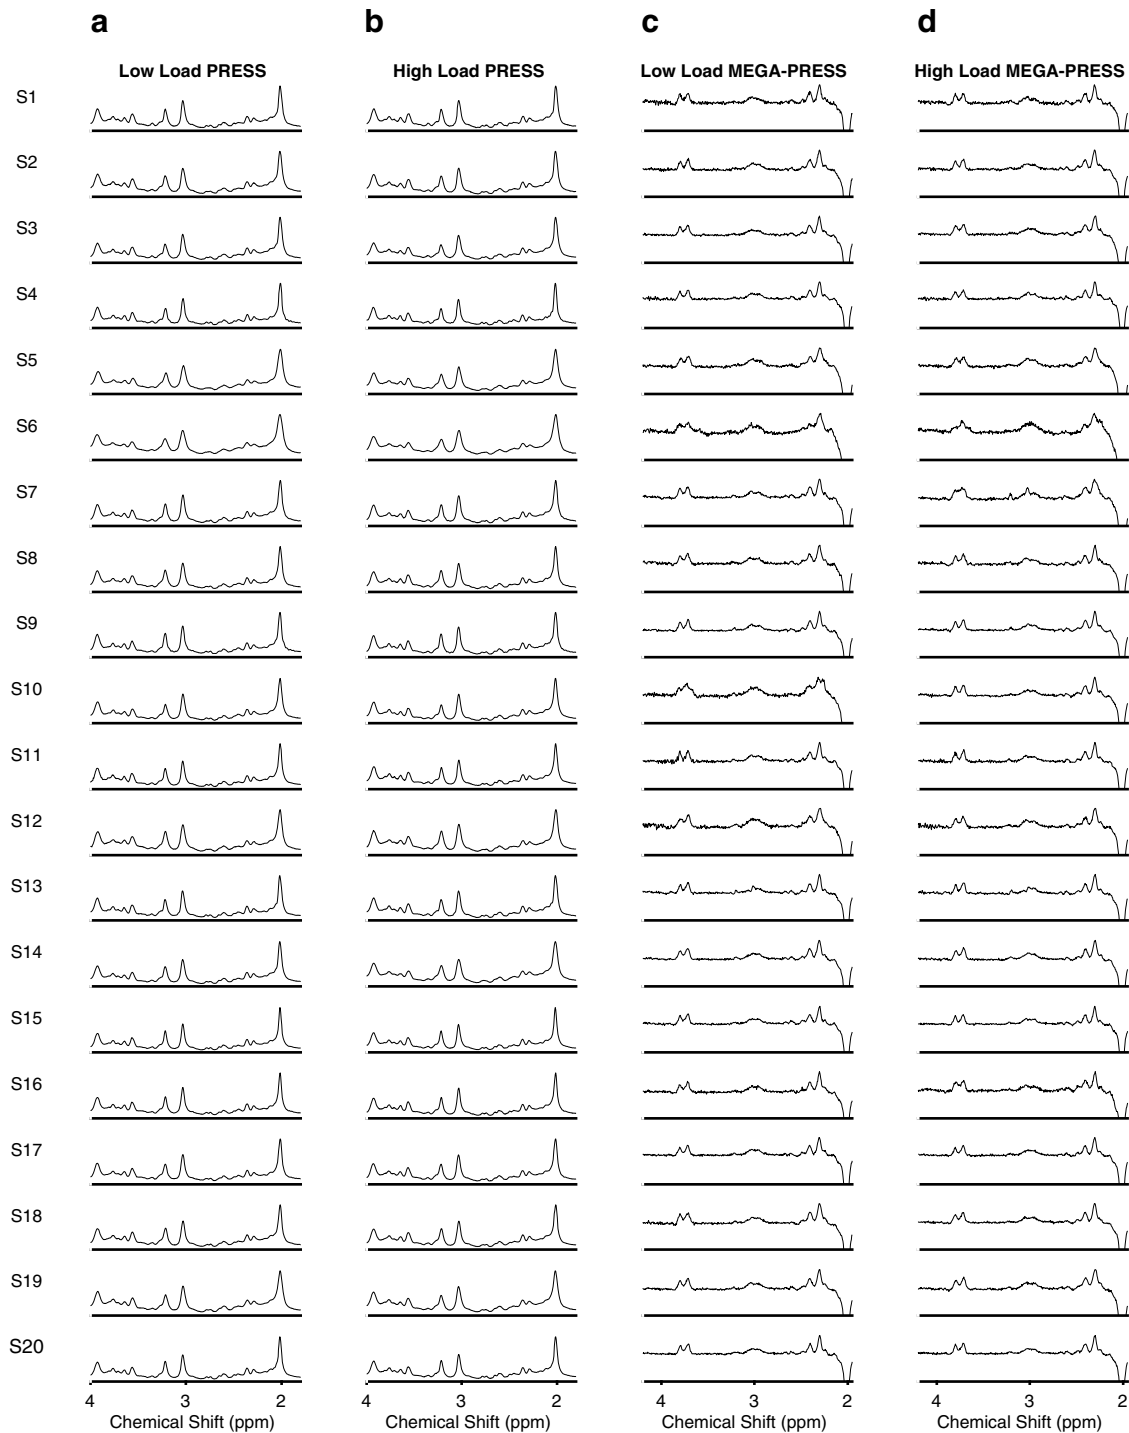 a b c d
Low Load PRESS High Load PRESS Low Load MEGA-PRESS High Load MEGA-PRESS
S1
S2
S3
S4
S5
S6
S7
S8
S9
S10
S11
S12
S13
S14
S15
S16
S17
S18
S19
S20
4 3 2 4 3 2 4 3 2 4 3 2
Chemical Shift (ppm) Chemical Shift (ppm) Chemical Shift (ppm) Chemical Shift (ppm)